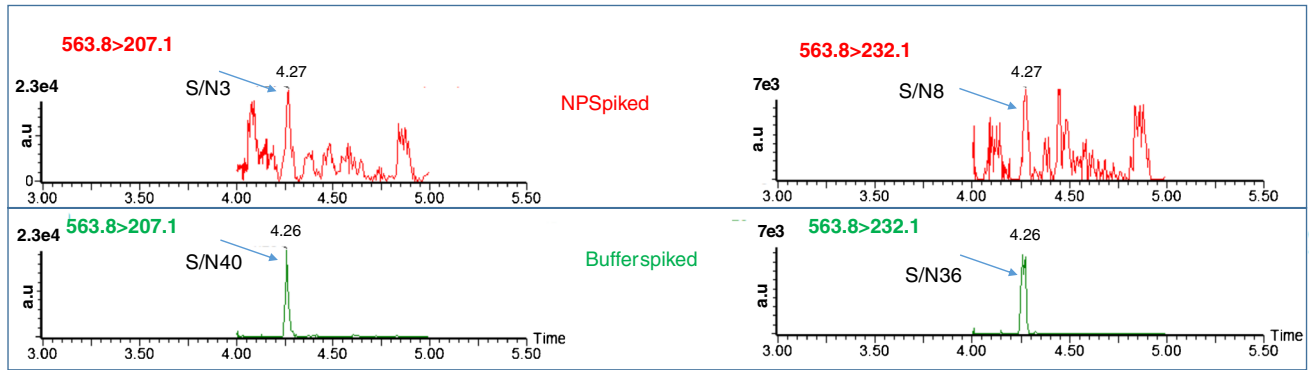 563.8>207.1
4.27
S/N3
2.3e4
a.u
0
3.00 3.50 4.00 4.50 5.00 5.50
NPSpiked
563.8>232.1
4.27
S/N8
7e3
a.u
3.00 3.50 4.00 4.50 5.00 5.50
563.8>207.1
4.26
2.3e4
S/N40
a.u
Time
3.00 3.50 4.00 4.50 5.00 5.50
Bufferspiked
563.8>232.1
4.26
7e3
S/N36
a.u
Time
3.00 3.50 4.00 4.50 5.00 5.50